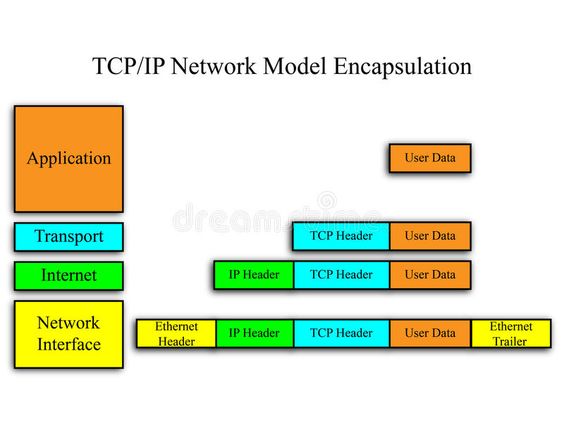 TCP/IP Network Model Encapsulation
Application
User Data
Transport
TCP Header
User Data
Internet
IP Header
TCP Header
User Data
Network
Interface
Ethernet
Header
IP Header
TCP Header
User Data
Ethernet
Trailer
dreamstime